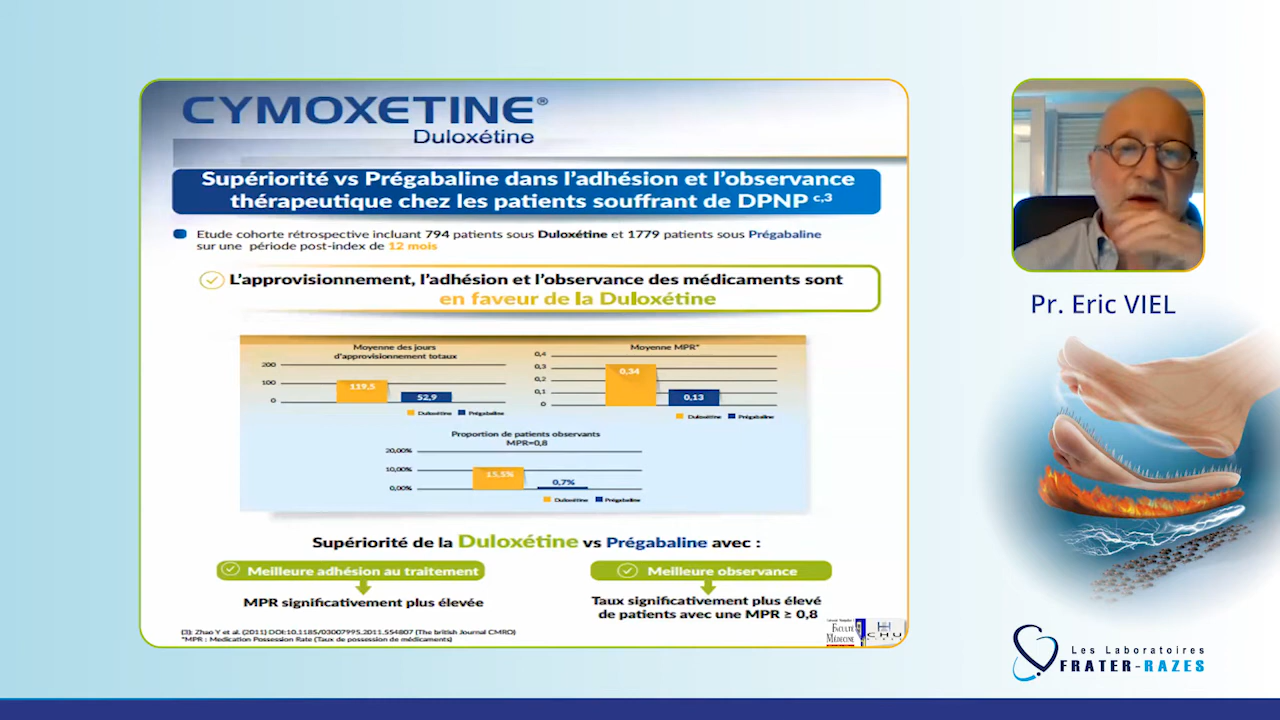 CYMOXETINE®
Duloxétine
Supériorité vs Prégabaline dans l'adhésion et l'observance
thérapeutique chez les patients souffrant de DPNP c,3
Etude cohorte rétrospective incluant 794 patients sous Duloxétine et 1779 patients sous Prégabaline
sur une période post-index de 12 mois
L'approvisionnement, l'adhésion et l'observance des médicaments sont
en faveur de la Duloxétine
Moyenne des jours
d'approvisionnement totaux
200
100
0
119,5
52,9
Duloxétine Prégabaline
Moyenne MPR*
0,4
0,3
0,2
0,1
0
0,34
0,13
Duloxétine Prégabaline
Proportion de patients observants
MPR=0,8
20,00%
10,00%
0,00%
15,5%
0,7%
Duloxétine Prégabaline
Supériorité de la Duloxétine vs Prégabaline avec :
Meilleure adhésion au traitement
MPR significativement plus élevée
Meilleure observance
Taux significativement plus élevé
de patients avec une MPR ≥ 0,8
(3): Zhao Y et al. (2011) DOI:10.1185/03007995.2011.554807 (The british Journal CMRO)
*MPR : Medication Possession Rate (Taux de possession de médicaments)
FACULTÉ
MÉDECINE
CHU
Pr. Eric VIEL
Les Laboratoires
FRATER-RAZES